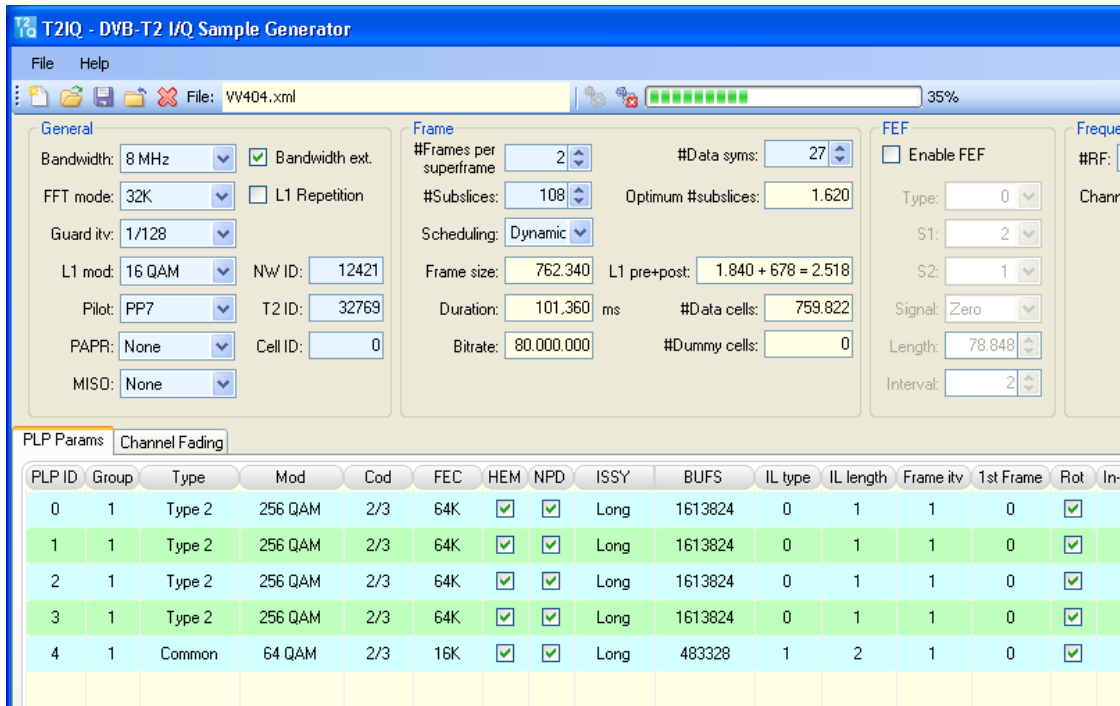 T2IQ - DVB-T2 I/Q Sample Generator
File Help
File: VV404.xml 35%
General
Bandwidth: 8 MHz Bandwidth ext.
FFT mode: 32K L1 Repetition
Guard itv: 1/128
L1 mod: 16 QAM NW ID: 12421
Pilot: PP7 T2 ID: 32769
PAPR: None Cell ID: 0
MISO: None
Frame
#Frames per superframe 2 #Data syms: 27
#Subslices: 108 Optimum #subslices: 1.620
Scheduling: Dynamic
Frame size: 762.340 L1 pre+post: 1.840 + 678 = 2.518
Duration: 101,360 ms #Data cells: 759.822
Bitrate: 80.000.000 #Dummy cells: 0
FEF
Enable FEF
Type: 0
S1: 2
S2: 1
Signal: Zero
Length: 78.848
Interval: 2
#RF:
PLP Params Channel Fading
PLP ID Group Type Mod Cod FEC HEM NPD ISSY BUFS IL type IL length Frame itv 1st Frame Rot In-
0 1 Type 2 256 QAM 2/3 64K Long 1613824 0 1 1 0
1 1 Type 2 256 QAM 2/3 64K Long 1613824 0 1 1 0
2 1 Type 2 256 QAM 2/3 64K Long 1613824 0 1 1 0
3 1 Type 2 256 QAM 2/3 64K Long 1613824 0 1 1 0
4 1 Common 64 QAM 2/3 16K Long 483328 1 2 1 0